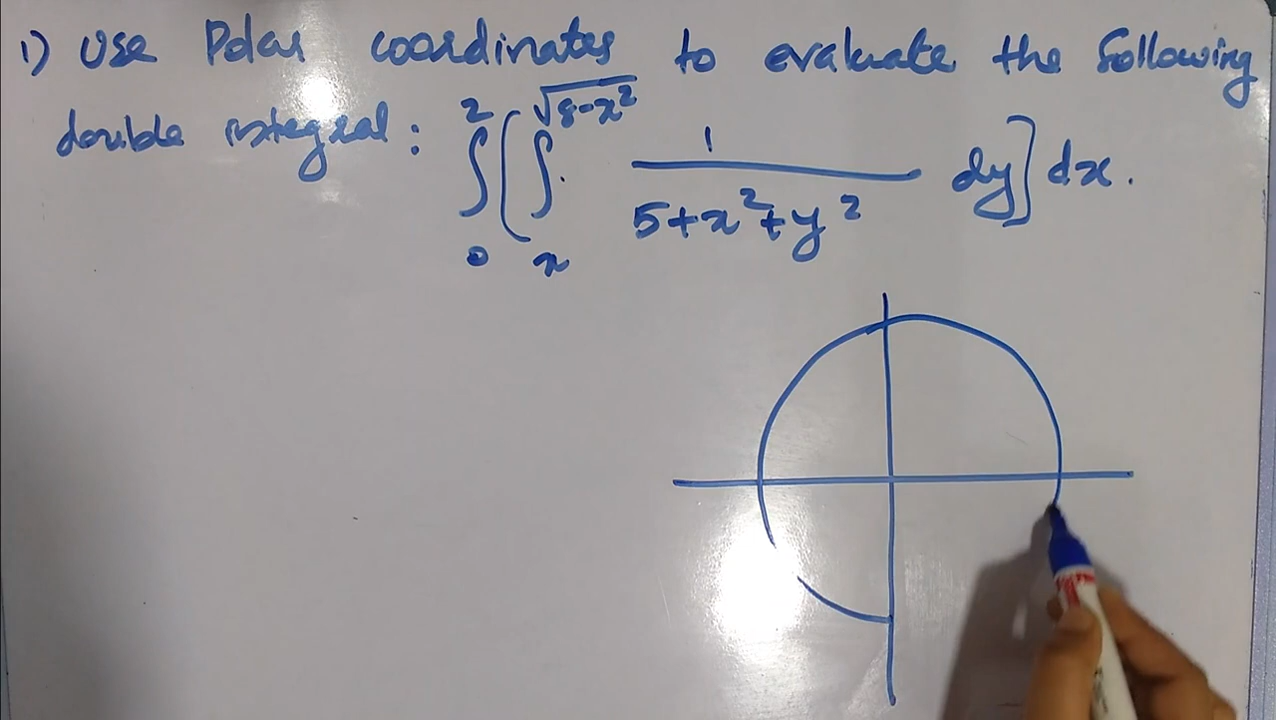 1) Use Polar coordinates to evaluate the following
double integral: ∫₀² [∫ₓ^√(8-x²) 1/(5+x²+y²) dy] dx.